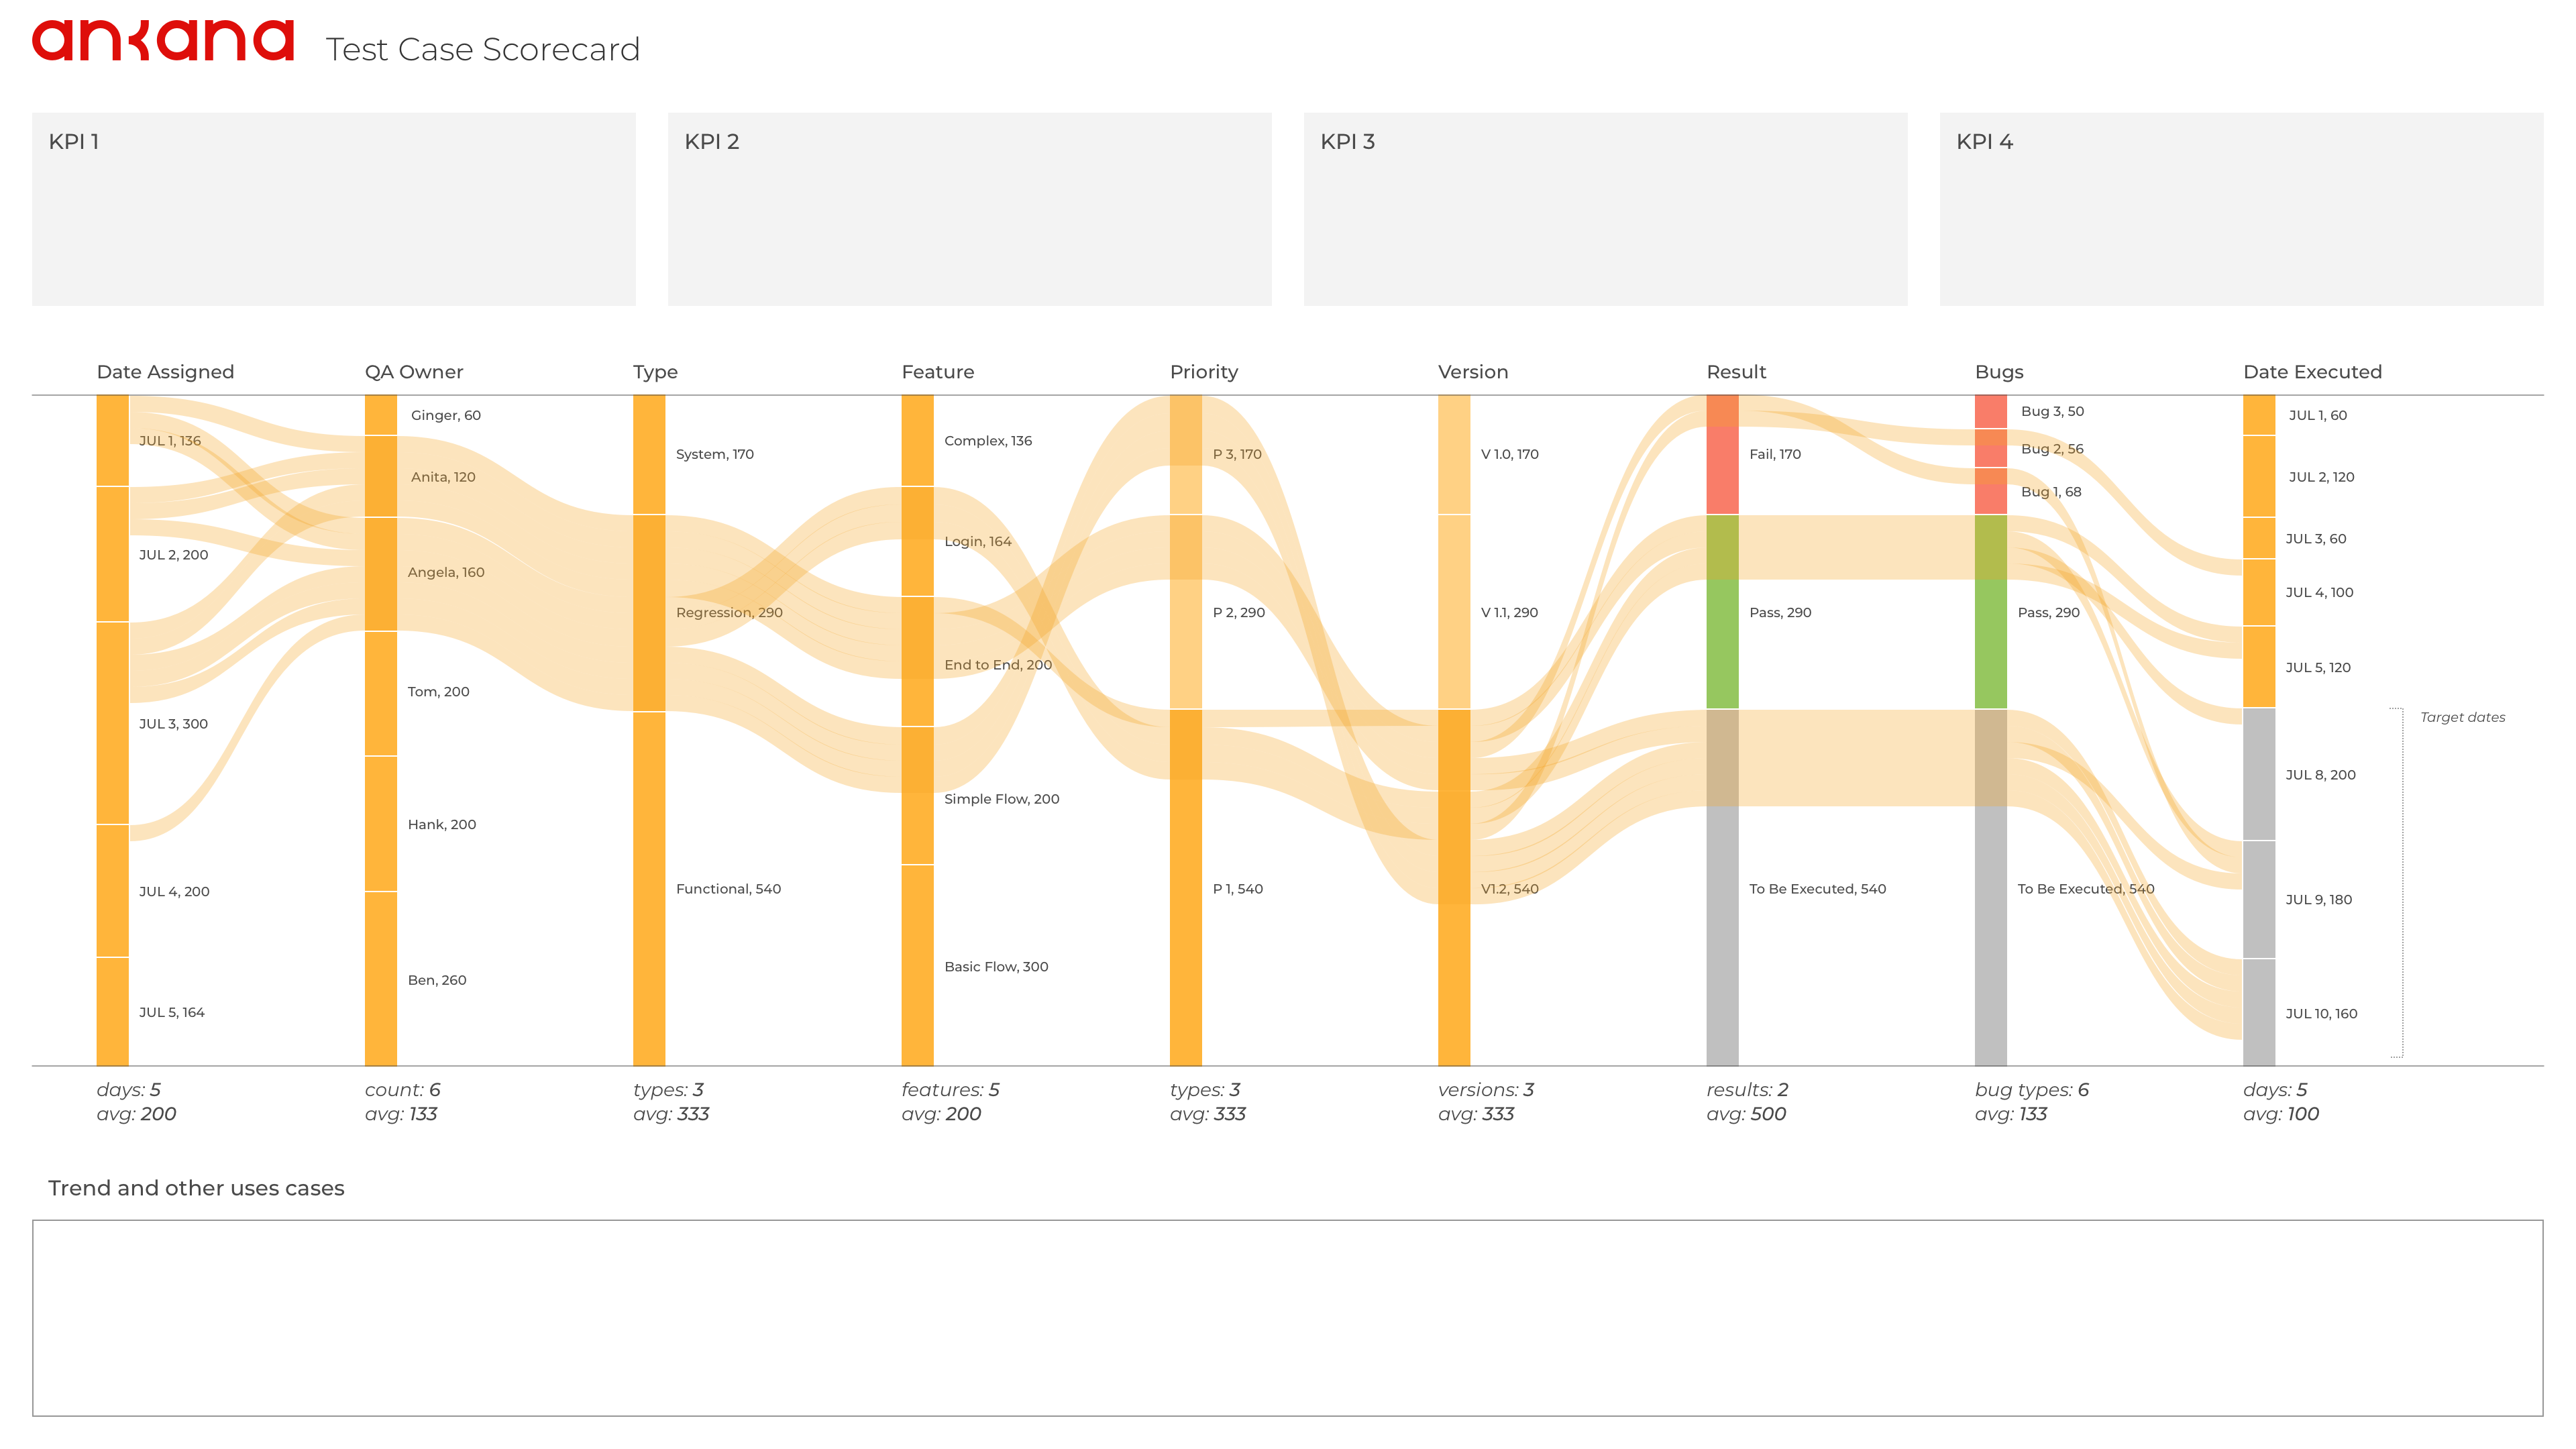 ankana Test Case Scorecard
KPI 1
KPI 2
KPI 3
KPI 4
Date Assigned
QA Owner
Type
Feature
Priority
Version
Result
Bugs
Date Executed
JUL 1, 136
JUL 2, 200
JUL 3, 300
JUL 4, 200
JUL 5, 164
Ginger, 60
Anita, 120
Angela, 160
Tom, 200
Hank, 200
Ben, 260
System, 170
Regression, 290
Functional, 540
Complex, 136
Login, 164
End to End, 200
Simple Flow, 200
Basic Flow, 300
P 3, 170
P 2, 290
P 1, 540
V 1.0, 170
V 1.1, 290
V1.2, 540
Fail, 170
Pass, 290
To Be Executed, 540
Bug 3, 50
Bug 2, 56
Bug 1, 68
Pass, 290
To Be Executed, 540
JUL 1, 60
JUL 2, 120
JUL 3, 60
JUL 4, 100
JUL 5, 120
JUL 8, 200
JUL 9, 180
JUL 10, 160
Target dates
days: 5
avg: 200
count: 6
avg: 133
types: 3
avg: 333
features: 5
avg: 200
types: 3
avg: 333
versions: 3
avg: 333
results: 2
avg: 500
bug types: 6
avg: 133
days: 5
avg: 100
Trend and other uses cases